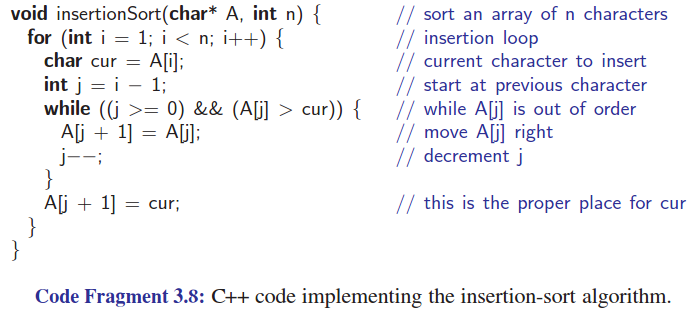 void insertionSort(char* A, int n) { // sort an array of n characters
for (int i = 1; i < n; i++) { // insertion loop
char cur = A[i]; // current character to insert
int j = i − 1; // start at previous character
while ((j >= 0) && (A[j] > cur)) { // while A[j] is out of order
A[j + 1] = A[j]; // move A[j] right
j−−; // decrement j
}
A[j + 1] = cur; // this is the proper place for cur
}
}
Code Fragment 3.8: C++ code implementing the insertion-sort algorithm.